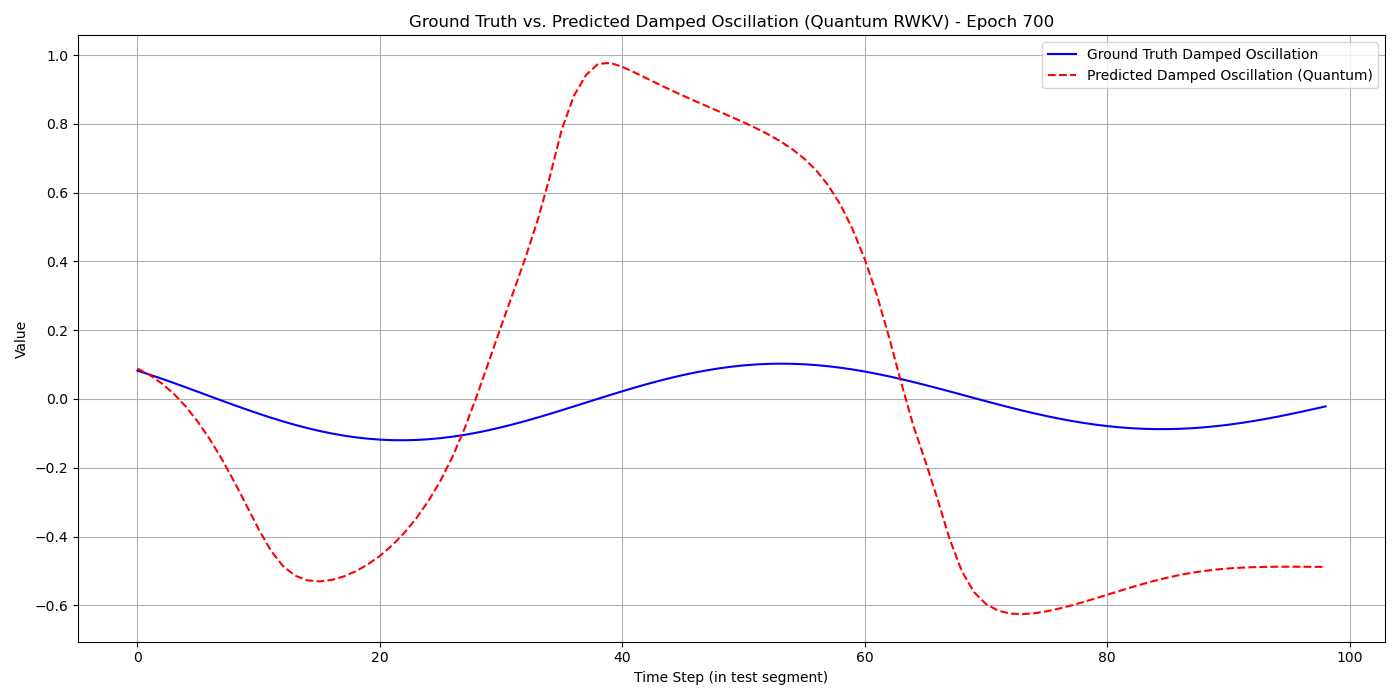 Ground Truth vs. Predicted Damped Oscillation (Quantum RWKV) - Epoch 700
Ground Truth Damped Oscillation
Predicted Damped Oscillation (Quantum)
1.0
0.8
0.6
0.4
0.2
0.0
−0.2
−0.4
−0.6
Value
0 20 40 60 80 100
Time Step (in test segment)